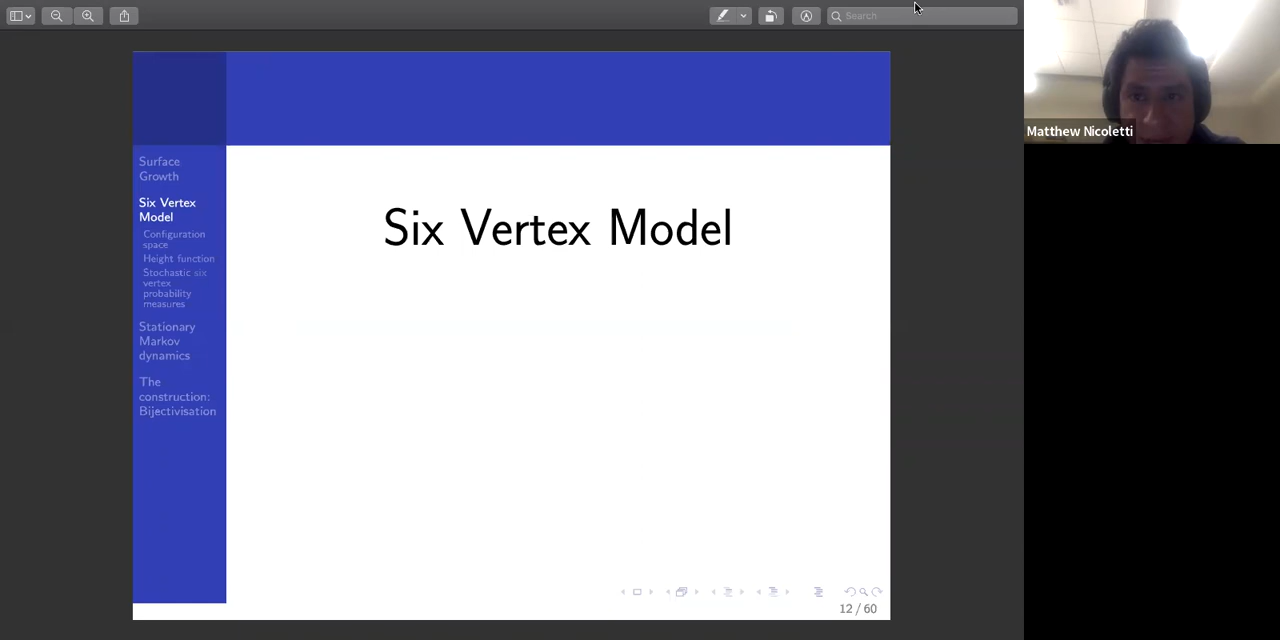 Search
Matthew Nicoletti
Surface
Growth
Six Vertex
Model
Configuration
space
Height function
Stochastic six
vertex
probability
measures
Stationary
Markov
dynamics
The
construction:
Bijectivisation
Six Vertex Model
12 / 60